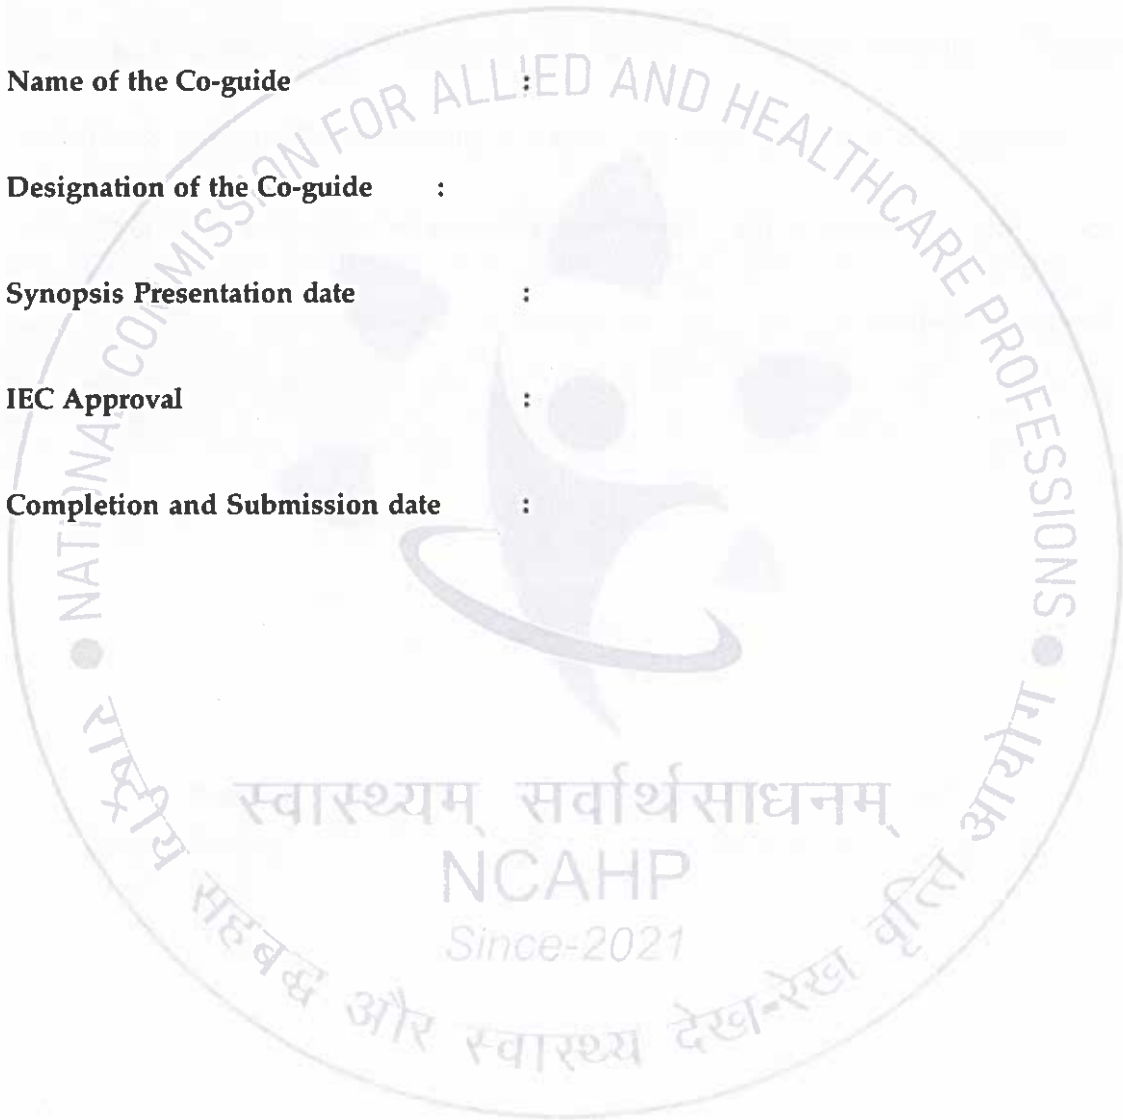 Name of the Co-guide :
Designation of the Co-guide :
Synopsis Presentation date :
IEC Approval :
Completion and Submission date :
NATIONAL COMMISSION FOR ALLIED AND HEALTHCARE PROFESSIONS
स्वास्थ्यम् सर्वार्थसाधनम्
NCAHP
Since-2021
राष्ट्रीय सहबद्ध और स्वास्थ्य देख-रेख वृत्ति आयोग